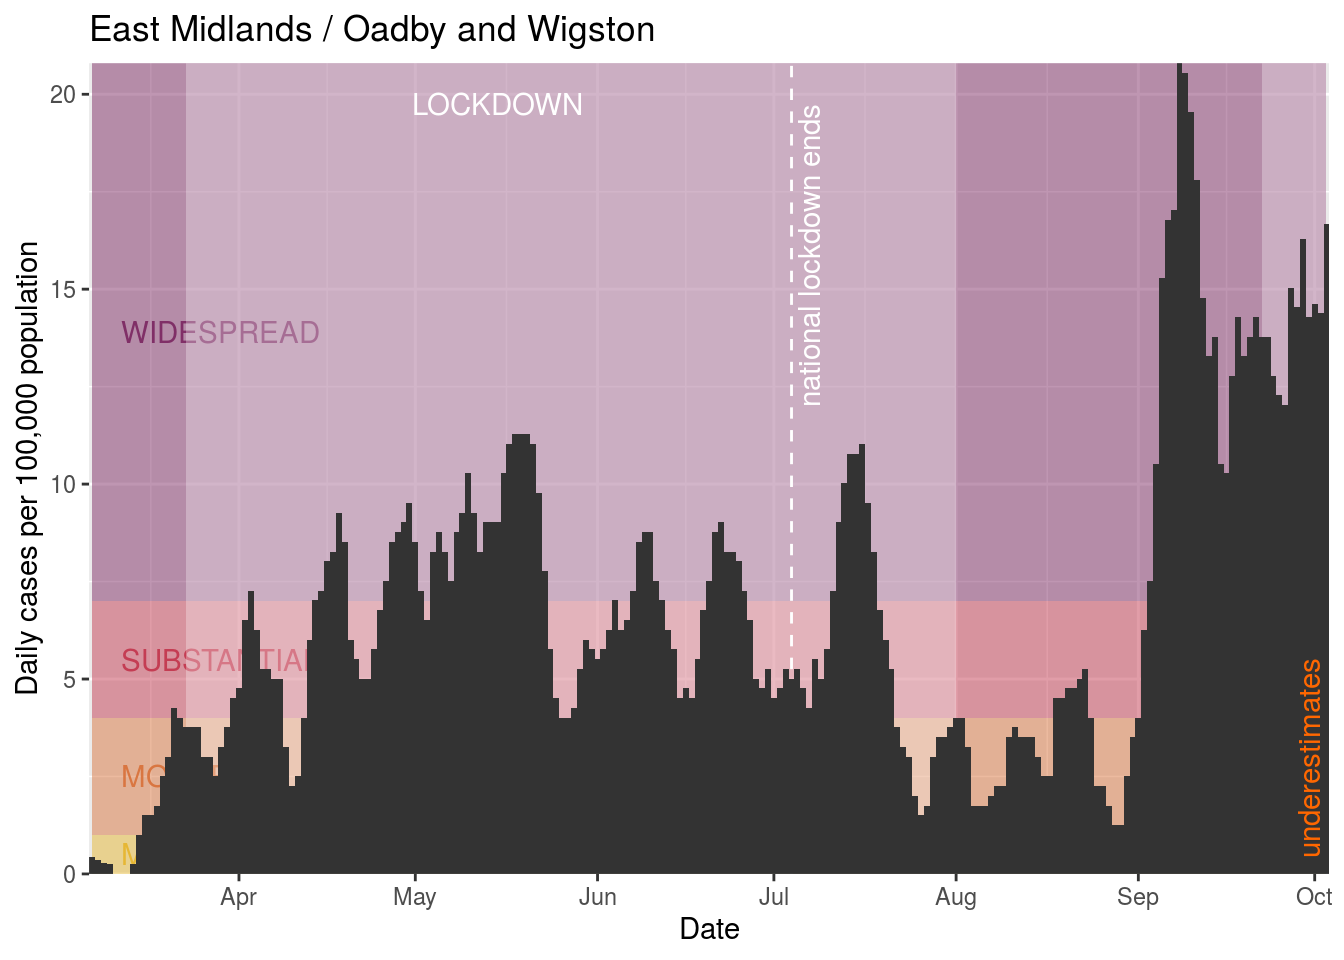 East Midlands / Oadby and Wigston
Daily cases per 100,000 population
20
15
10
5
0
LOCKDOWN
national lockdown ends
WIDESPREAD
SUBSTANTIAL
underestimates
Apr
May
Jun
Jul
Aug
Sep
Oct
Date